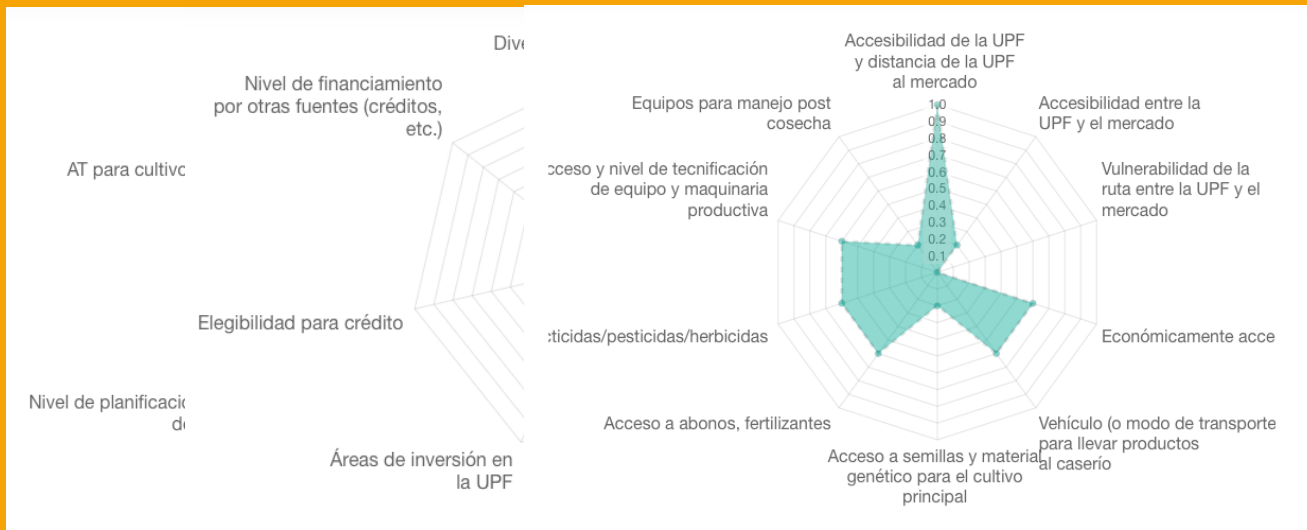 Nivel de financiamiento
por otras fuentes (créditos,
etc.)
AT para cultivo
Elegibilidad para crédito
Nivel de planificació
Áreas de inversión en
la UPF
Accesibilidad de la UPF
y distancia de la UPF
al mercado
1.0
0.9
0.8
0.7
0.6
0.5
0.4
0.3
0.2
0.1
Accesibilidad entre la
UPF y el mercado
Vulnerabilidad de la
ruta entre la UPF y el
mercado
Económicamente acce
Vehículo (o modo de transporte
para llevar productos
al caserío
Acceso a semillas y material
genético para el cultivo
principal
Acceso a abonos, fertilizantes
cticidas/pesticidas/herbicidas
cceso y nivel de tecnificación
de equipo y maquinaria
productiva
Equipos para manejo post
cosecha